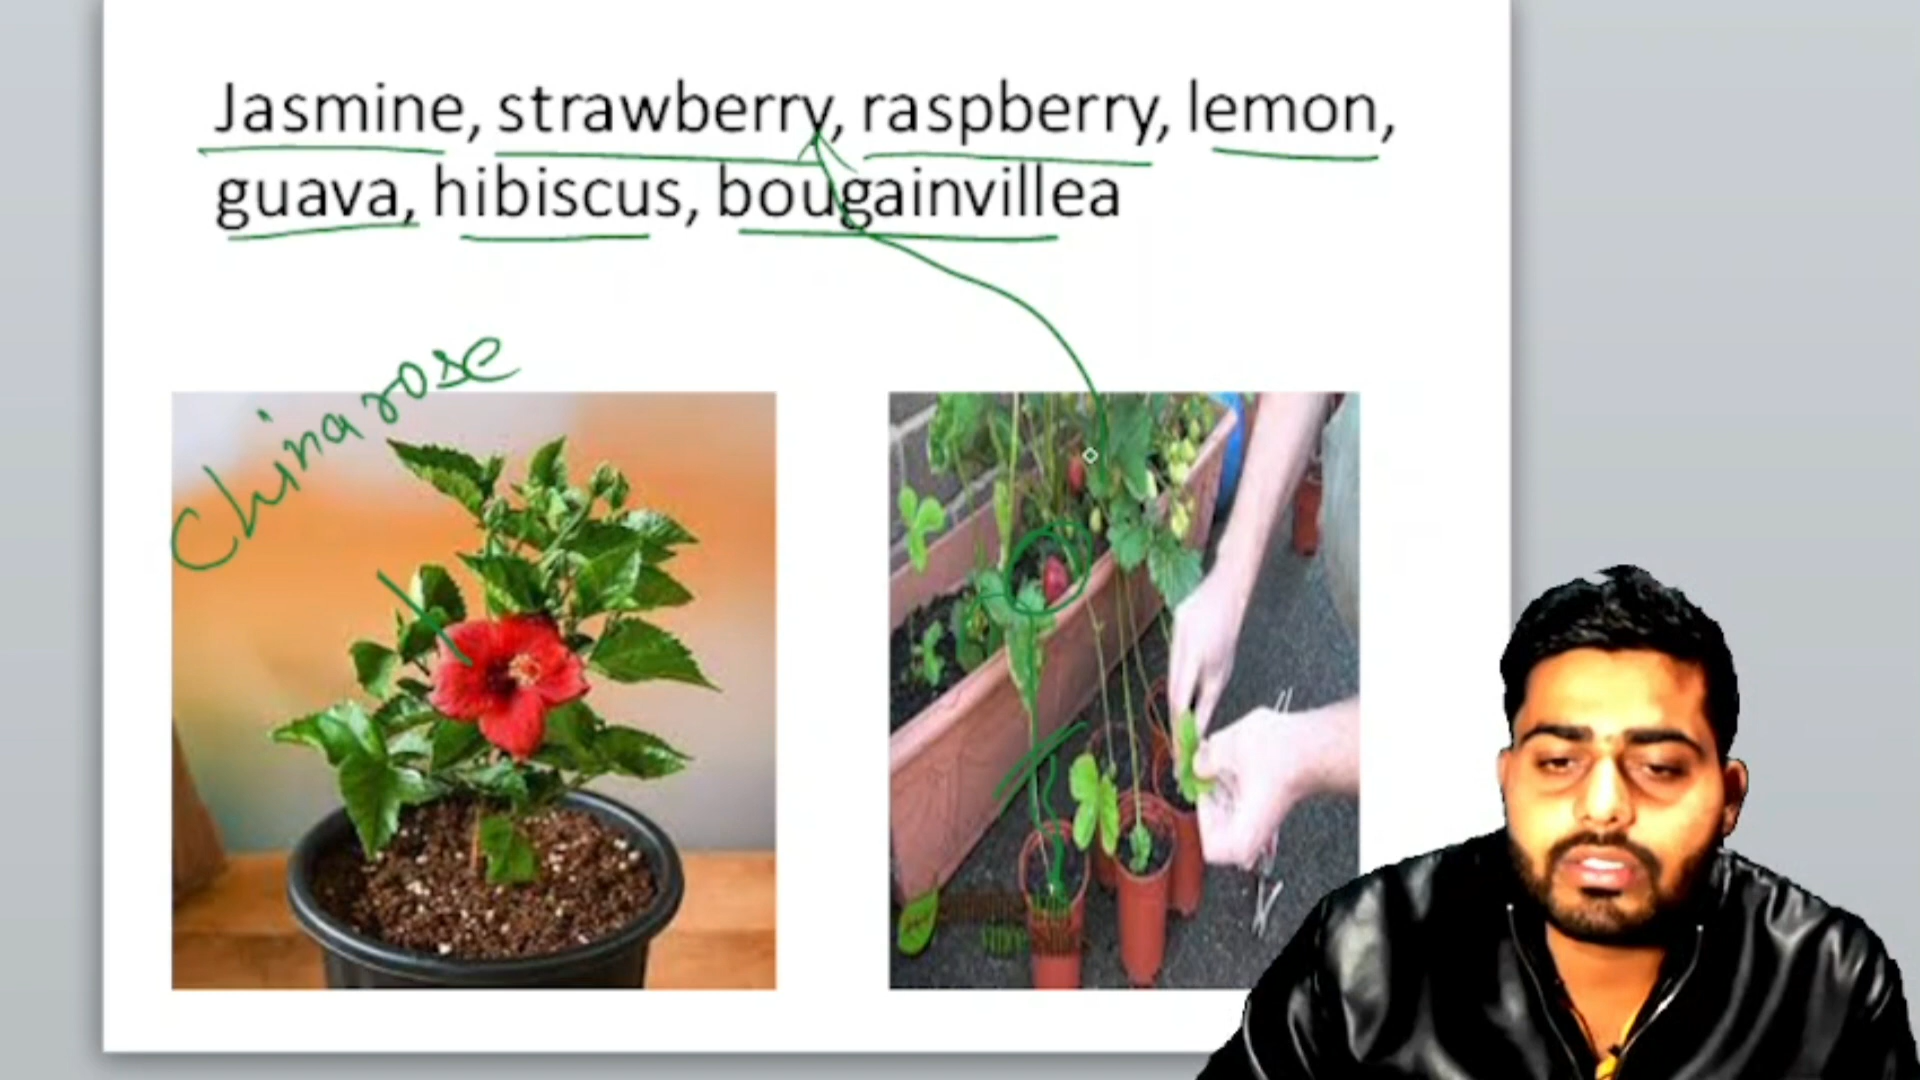 Jasmine, strawberry, raspberry, lemon,
guava, hibiscus, bougainvillea
China rose